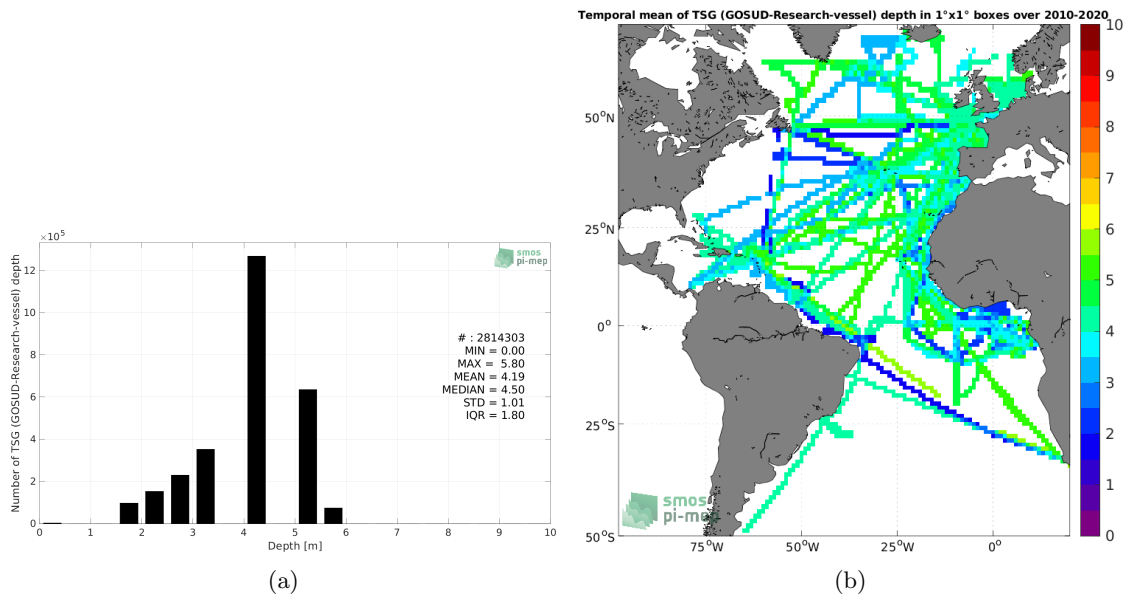 ×10⁵
Number of TSG (GOSUD-Research-vessel) depth
12
10
8
6
4
2
0
smos
pi-mep
# : 2814303
MIN = 0.00
MAX = 5.80
MEAN = 4.19
MEDIAN = 4.50
STD = 1.01
IQR = 1.80
0 1 2 3 4 5 6 7 8 9 10
Depth [m]
(a)
Temporal mean of TSG (GOSUD-Research-vessel) depth in 1°x1° boxes over 2010-2020
50°N
25°N
0°
25°S
50°S
75°W 50°W 25°W 0°
smos
pi-mep
10
9
8
7
6
5
4
3
2
1
0
(b)